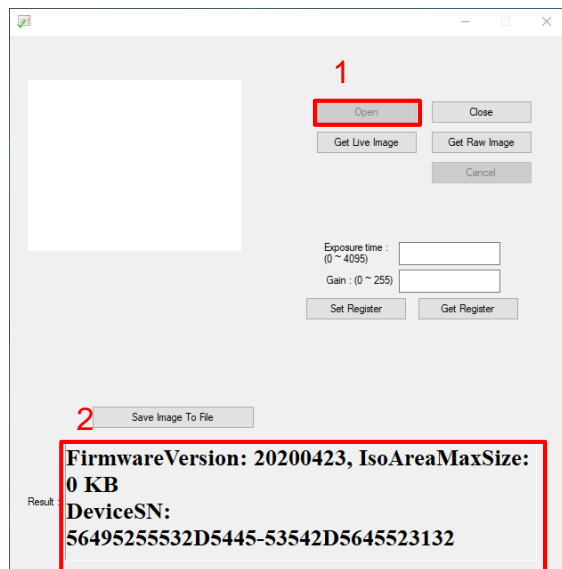 1
Open
Close
Get Live Image
Get Raw Image
Cancel
Exposure time :
(0 ~ 4095)
Gain : (0 ~ 255)
Set Register
Get Register
2
Save Image To File
Result :
FirmwareVersion: 20200423, IsoAreaMaxSize:
0 KB
DeviceSN:
56495255532D5445-53542D5645523132